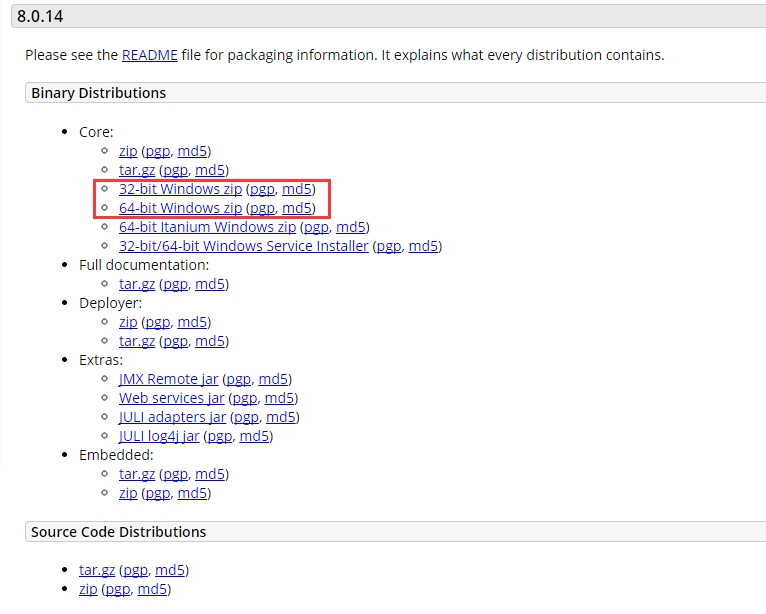 8.0.14
Please see the README file for packaging information. It explains what every distribution contains.
Binary Distributions
Core:
zip (pgp, md5)
tar.gz (pgp, md5)
32-bit Windows zip (pgp, md5)
64-bit Windows zip (pgp, md5)
64-bit Itanium Windows zip (pgp, md5)
32-bit/64-bit Windows Service Installer (pgp, md5)
Full documentation:
tar.gz (pgp, md5)
Deployer:
zip (pgp, md5)
tar.gz (pgp, md5)
Extras:
JMX Remote jar (pgp, md5)
Web services jar (pgp, md5)
JULI adapters jar (pgp, md5)
JULI log4j jar (pgp, md5)
Embedded:
tar.gz (pgp, md5)
zip (pgp, md5)
Source Code Distributions
tar.gz (pgp, md5)
zip (pgp, md5)